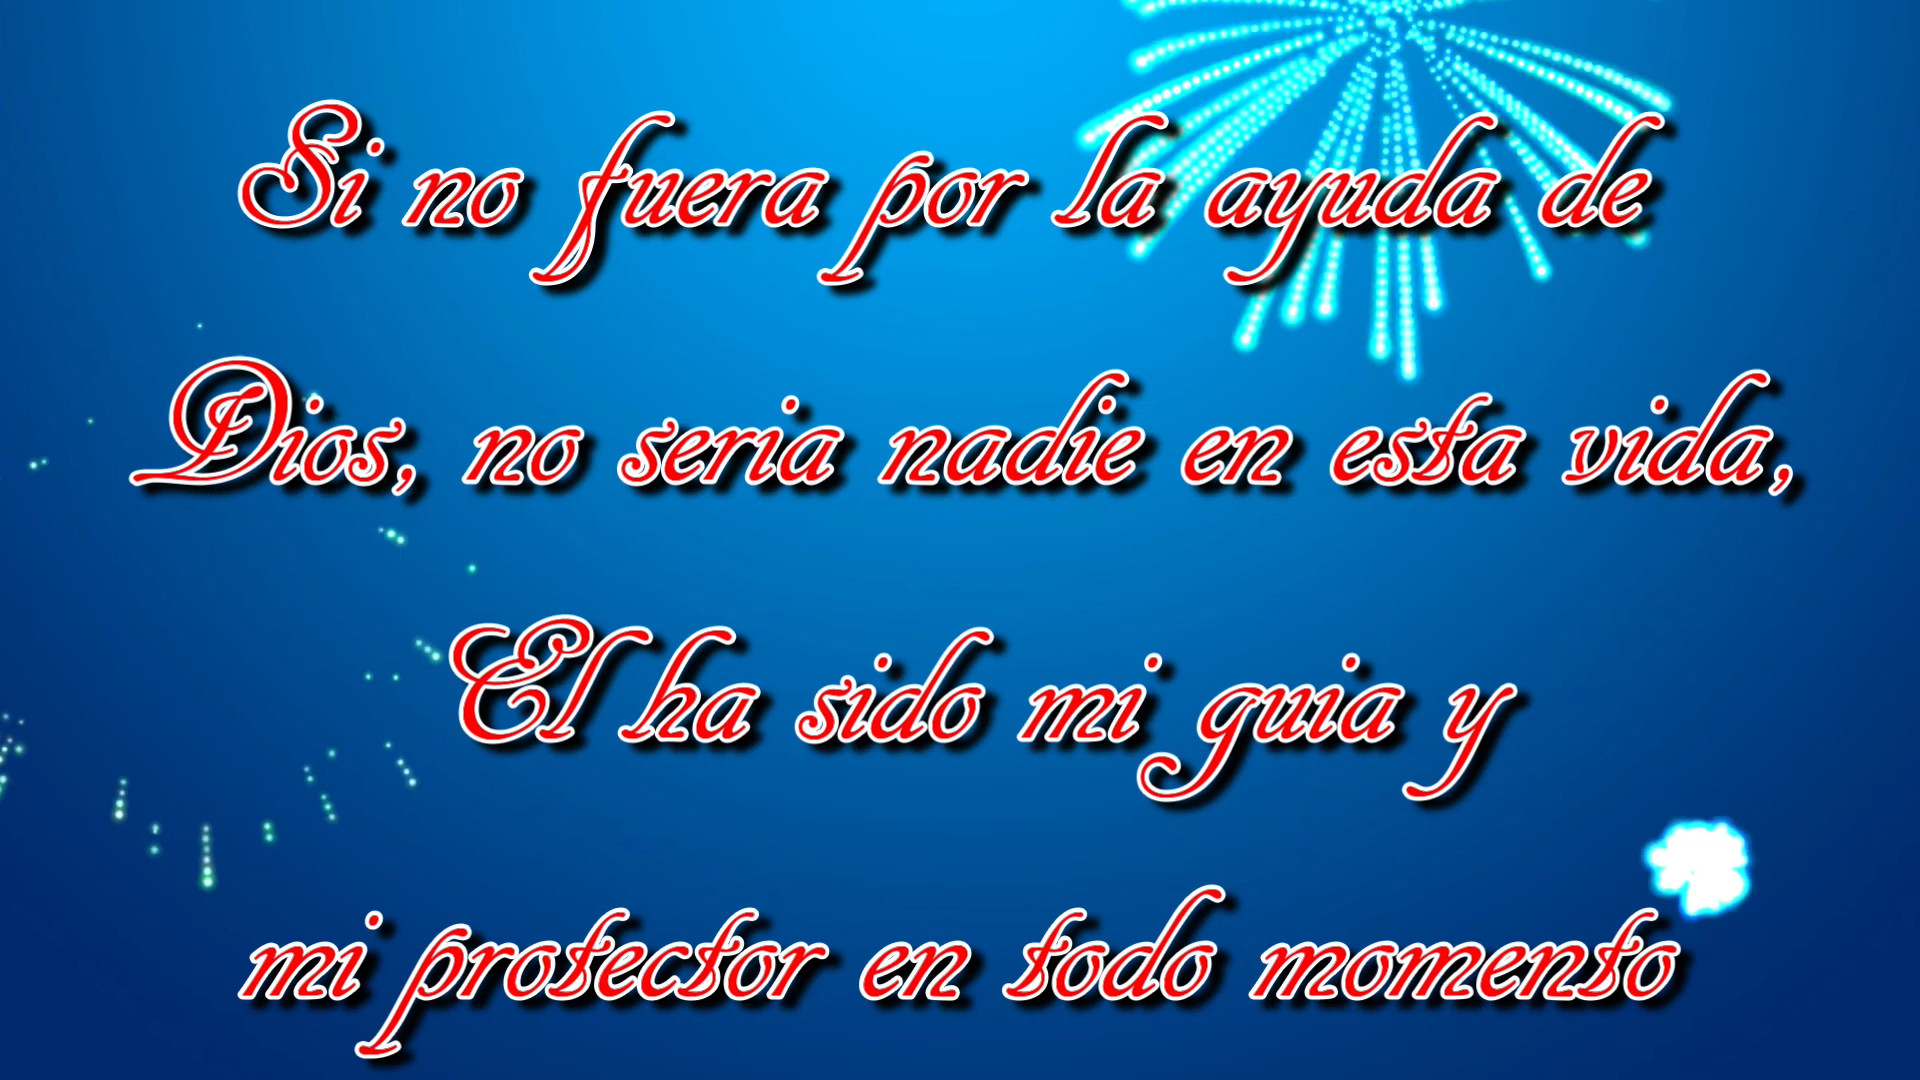 Si no fuera por la ayuda de
Dios, no seria nadie en esta vida,
El ha sido mi guia y
mi protector en todo momento